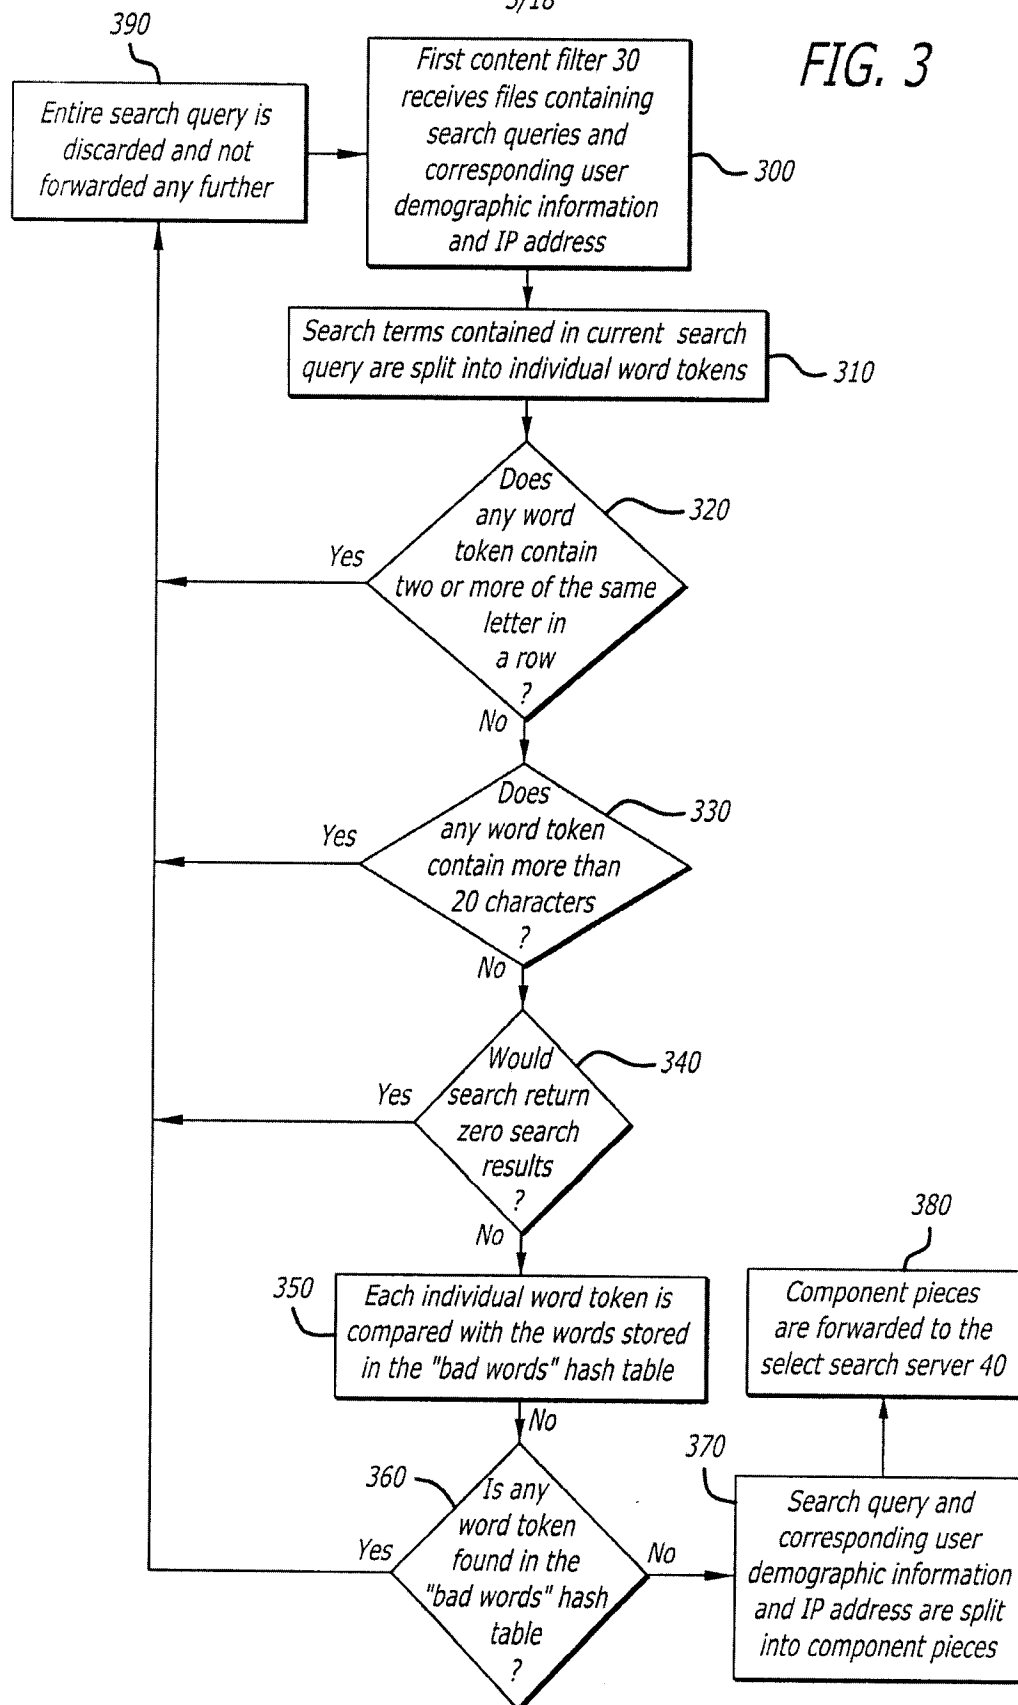 3/18
FIG. 3
390
Entire search query is
discarded and not
forwarded any further
First content filter 30
receives files containing
search queries and
corresponding user
demographic information
and IP address
300
Search terms contained in current search
query are split into individual word tokens
310
Does
any word
token contain
two or more of the same
letter in
a row
?
320
Yes
No
Does
any word token
contain more than
20 characters
?
330
Yes
No
Would
search return
zero search
results
?
340
Yes
No
350
Each individual word token is
compared with the words stored
in the "bad words" hash table
No
360
Is any
word token
found in the
"bad words" hash
table
?
Yes
No
370
Search query and
corresponding user
demographic information
and IP address are split
into component pieces
380
Component pieces
are forwarded to the
select search server 40